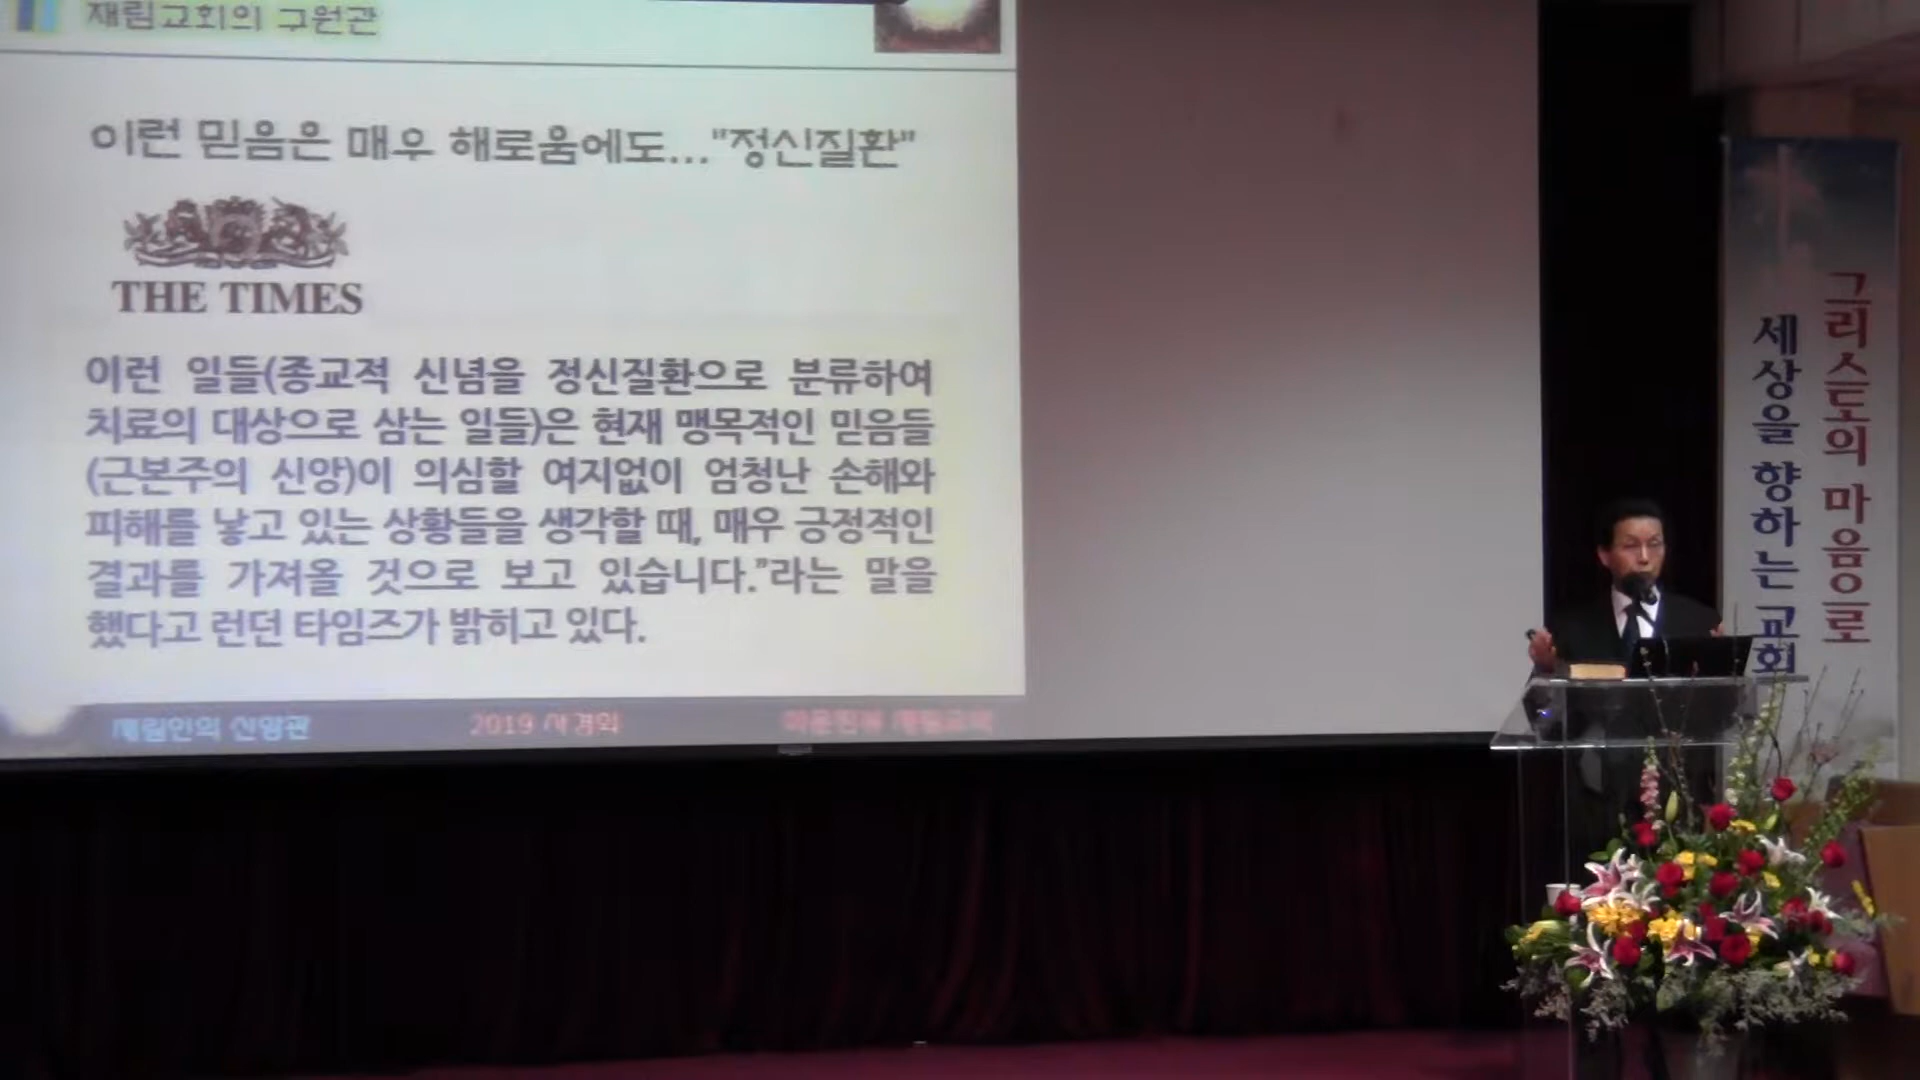 재림교회의 구원관
이런 믿음은 매우 해로움에도..."정신질환"
THE TIMES
이런 일들(종교적 신념을 정신질환으로 분류하여
치료의 대상으로 삼는 일들)은 현재 맹목적인 믿음들
(근본주의 신앙)이 의심할 여지없이 엄청난 손해와
피해를 낳고 있는 상황들을 생각할 때, 매우 긍정적인
결과를 가져올 것으로 보고 있습니다."라는 말을
했다고 런던 타임즈가 밝히고 있다.
재림인의 신앙관
2019 사경회
그리스도의 마음으로
세상을 향하는 교회